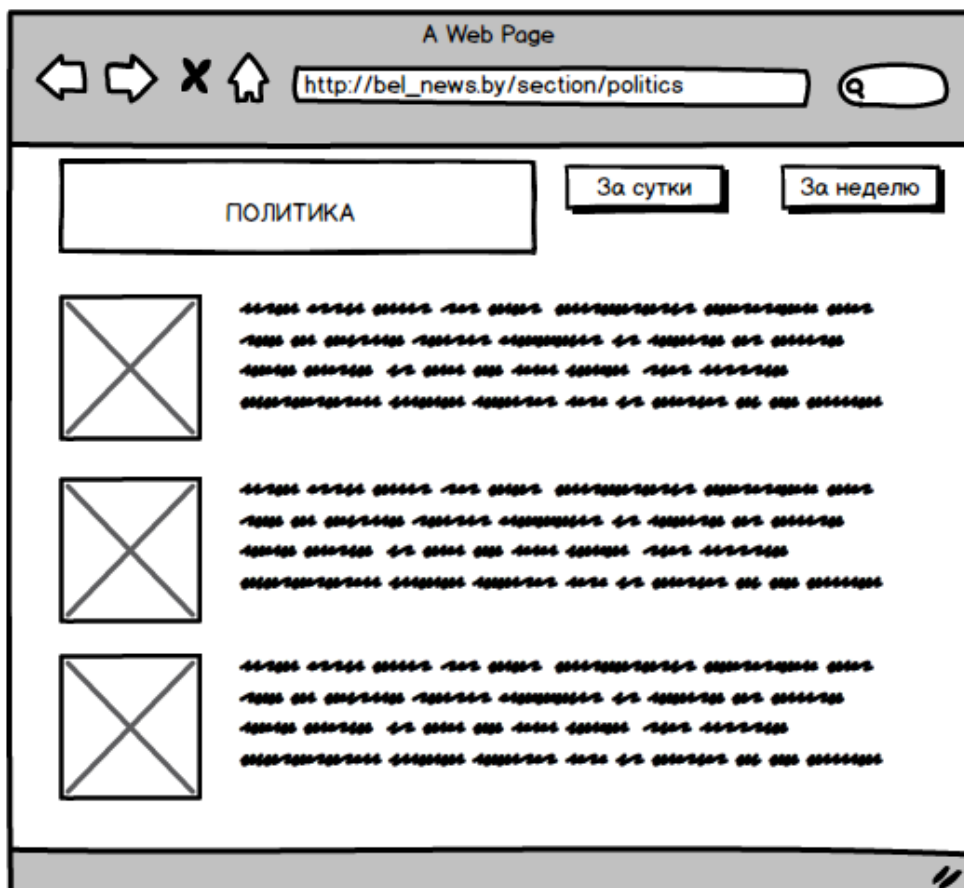 A Web Page
http://bel_news.by/section/politics
ПОЛИТИКА
За сутки
За неделю